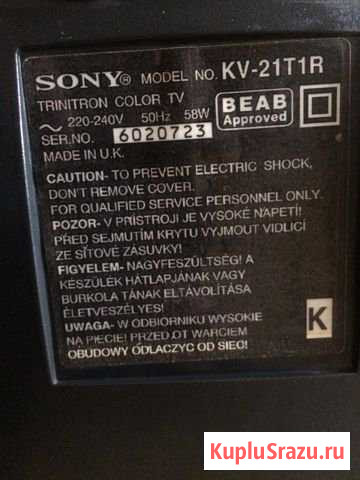 SONY® MODEL NO. KV-21T1R
TRINITRON COLOR TV
~ 220-240V 50Hz 58W
SER.NO. 6020723
MADE IN U.K.
BEAB
Approved
CAUTION- TO PREVENT ELECTRIC SHOCK,
DON'T REMOVE COVER.
FOR QUALIFIED SERVICE PERSONNEL ONLY.
POZOR- V PŘÍSTROJI JE VYSOKÉ NAPETÍ!
PŘED SEJMUTÍM KRYTU VYJMOUT VIDLICI
ZE SÍŤOVÉ ZÁSUVKY!
FIGYELEM- NAGYFESZÜLTSÉG! A
KÉSZÜLÉK HÁTLAPJÁNAK VAGY
BURKOLA TÁNAK ELTÁVOLÍTÁSA
ÉLETVESZÉLYES!
UWAGA- W ODBIORNIKU WYSOKIE
NA PIĘCIE! PRZED OT WARCIEM
OBUDOWY ODŁĄCZYC OD SIECI!
K
KupluSrazu.ru